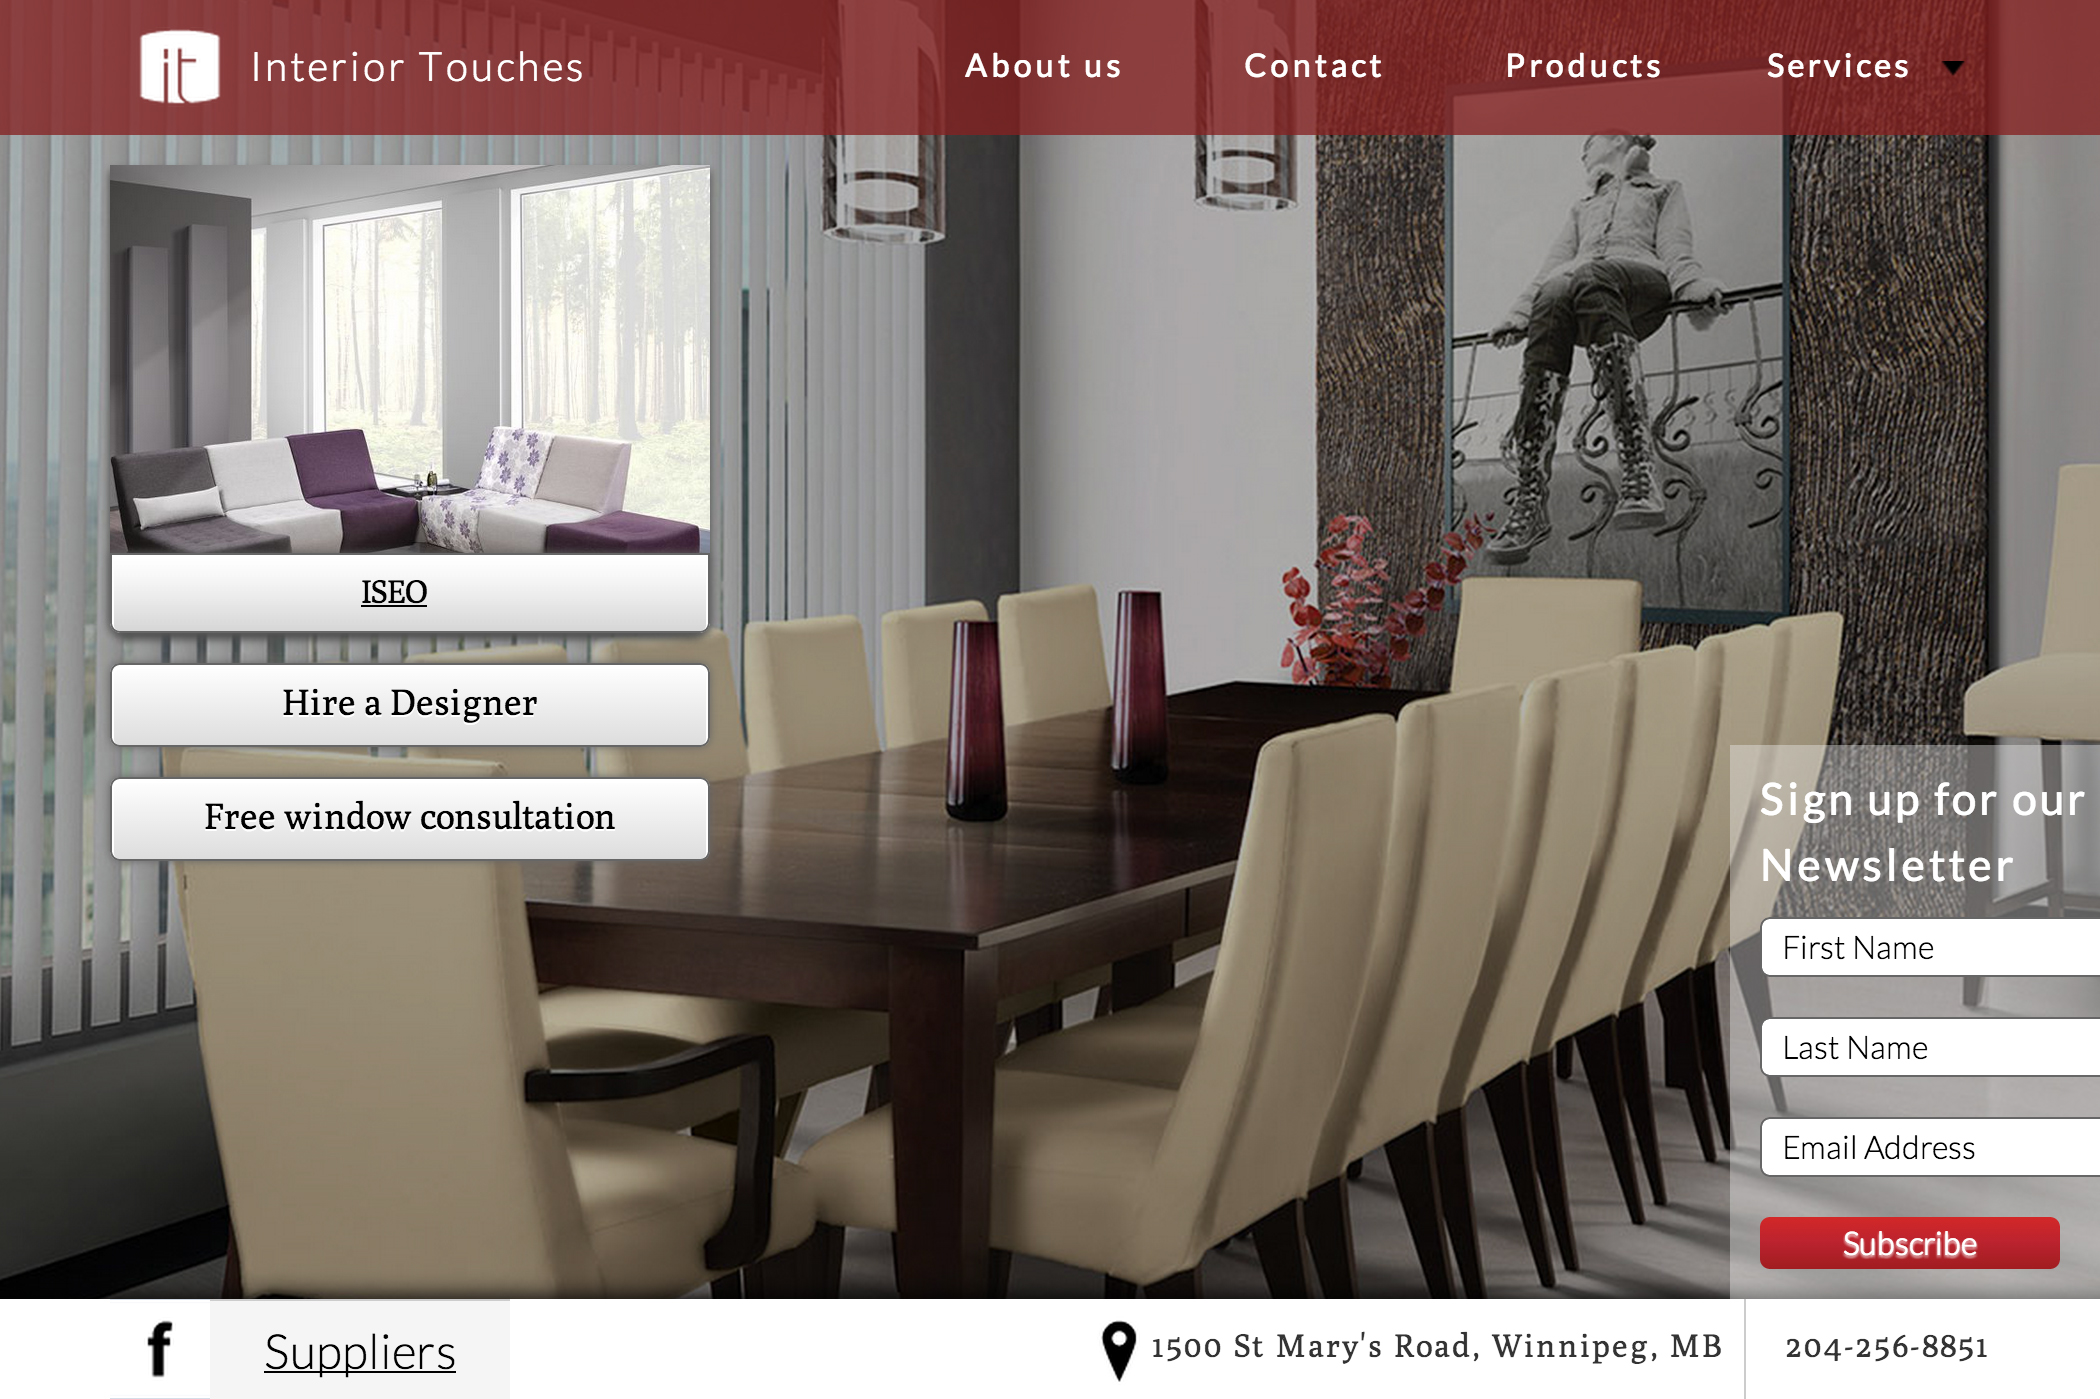 it
Interior Touches
About us
Contact
Products
Services
ISEO
Hire a Designer
Free window consultation
Sign up for our
Newsletter
First Name
Last Name
Email Address
Subscribe
f
Suppliers
1500 St Mary's Road, Winnipeg, MB
204-256-8851